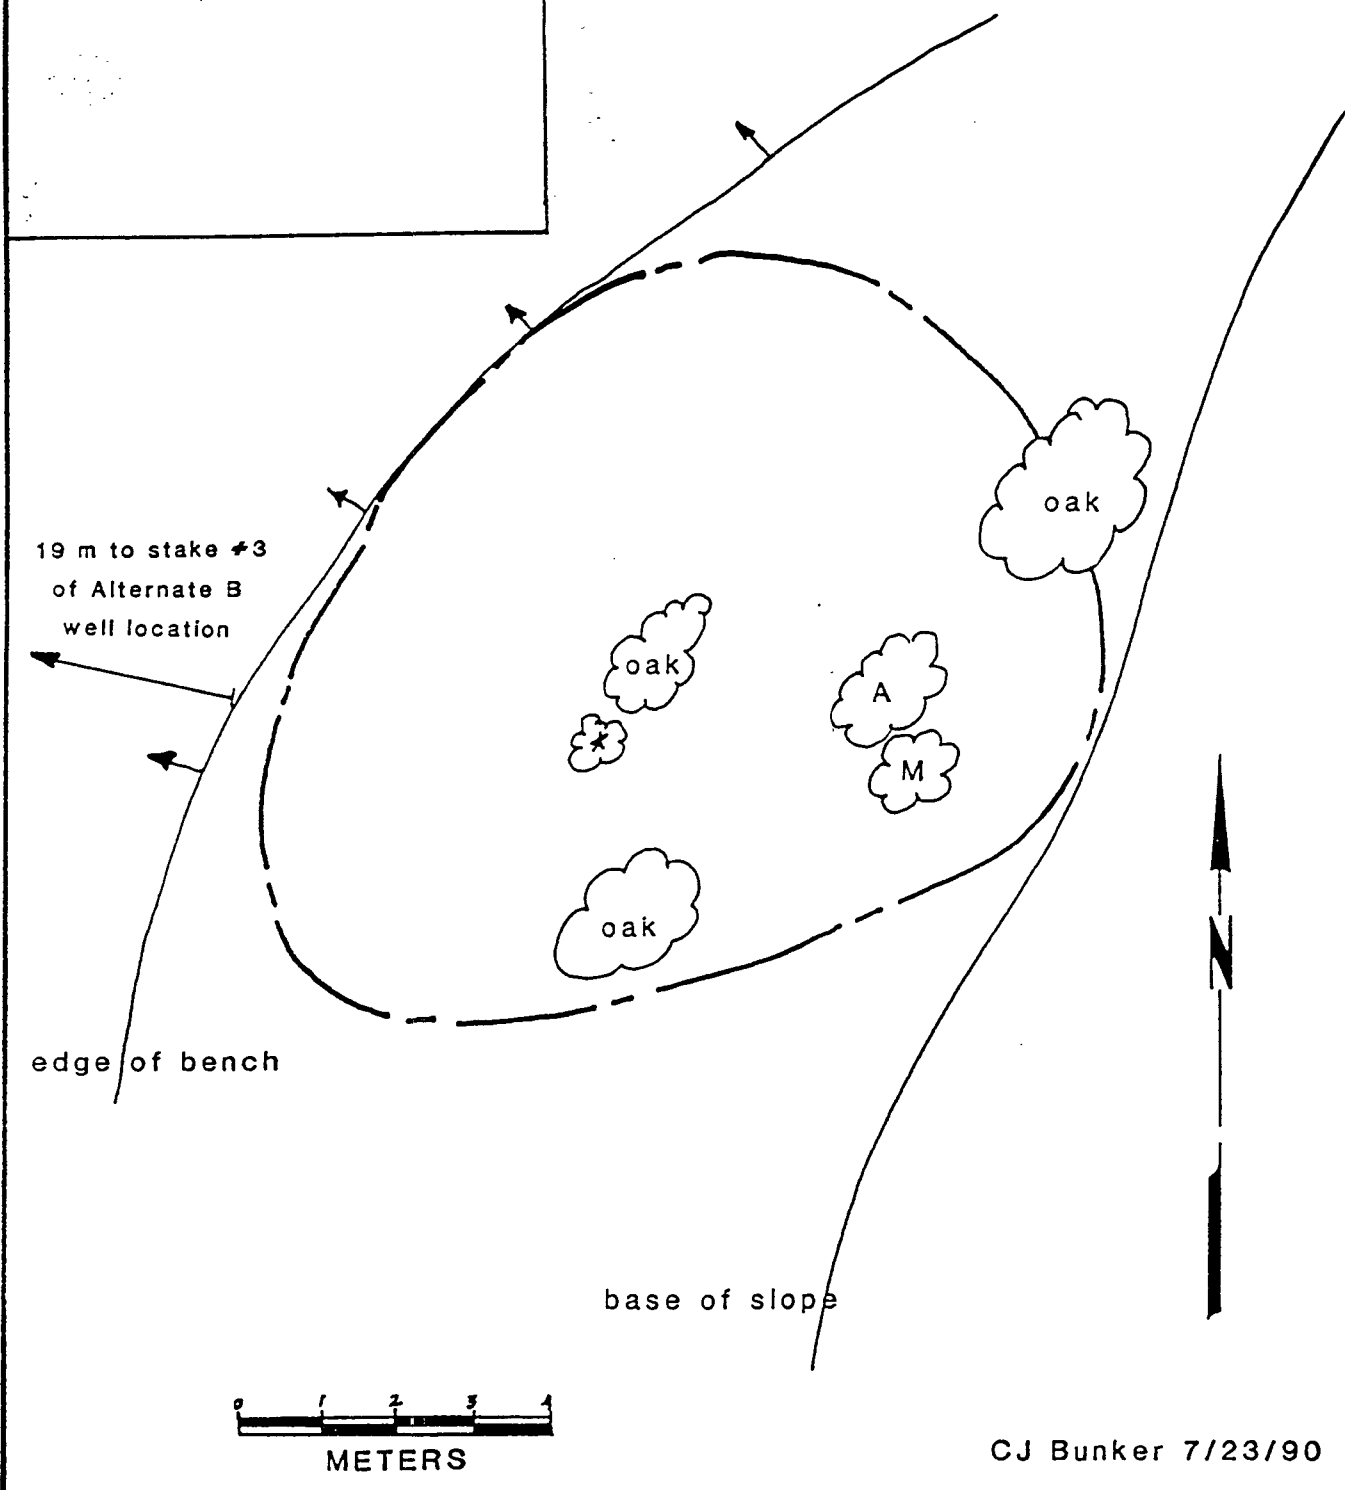 oak
19 m to stake #3
of Alternate B
well location
oak
A
*
M
oak
N
edge of bench
base of slope
0 1 2 3 4
METERS
CJ Bunker 7/23/90